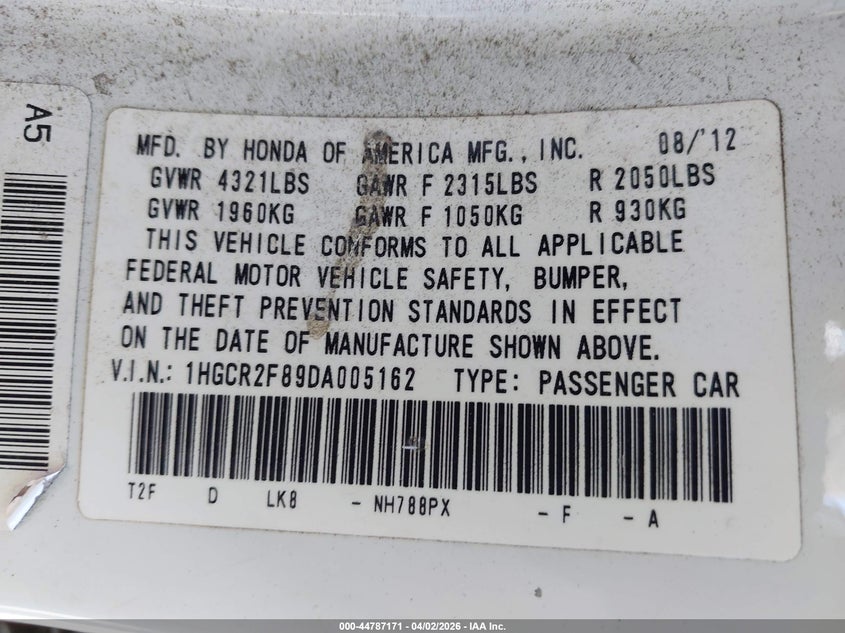 A5
MFD. BY HONDA OF AMERICA MFG., INC. 08/'12
GVWR 4321LBS GAWR F 2315LBS R 2050LBS
GVWR 1960KG GAWR F 1050KG R 930KG
THIS VEHICLE CONFORMS TO ALL APPLICABLE
FEDERAL MOTOR VEHICLE SAFETY, BUMPER,
AND THEFT PREVENTION STANDARDS IN EFFECT
ON THE DATE OF MANUFACTURE SHOWN ABOVE.
V.I.N.: 1HGCR2F89DA005162 TYPE: PASSENGER CAR
T2F D LK8 - NH788PX - F - A
000-44787171 | 04/02/2026 - IAA Inc.